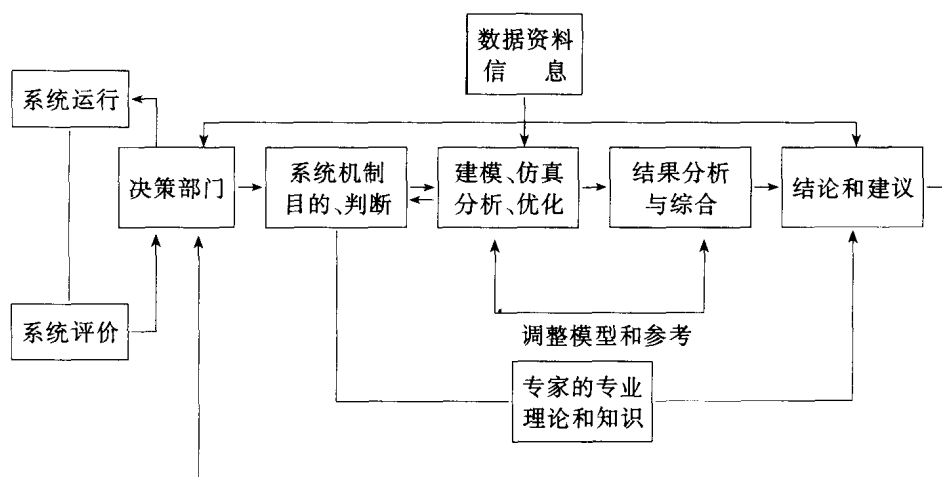 数据资料
信 息
系统运行
决策部门
系统机制
目的、判断
建模、仿真
分析、优化
结果分析
与综合
结论和建议
系统评价
调整模型和参考
专家的专业
理论和知识